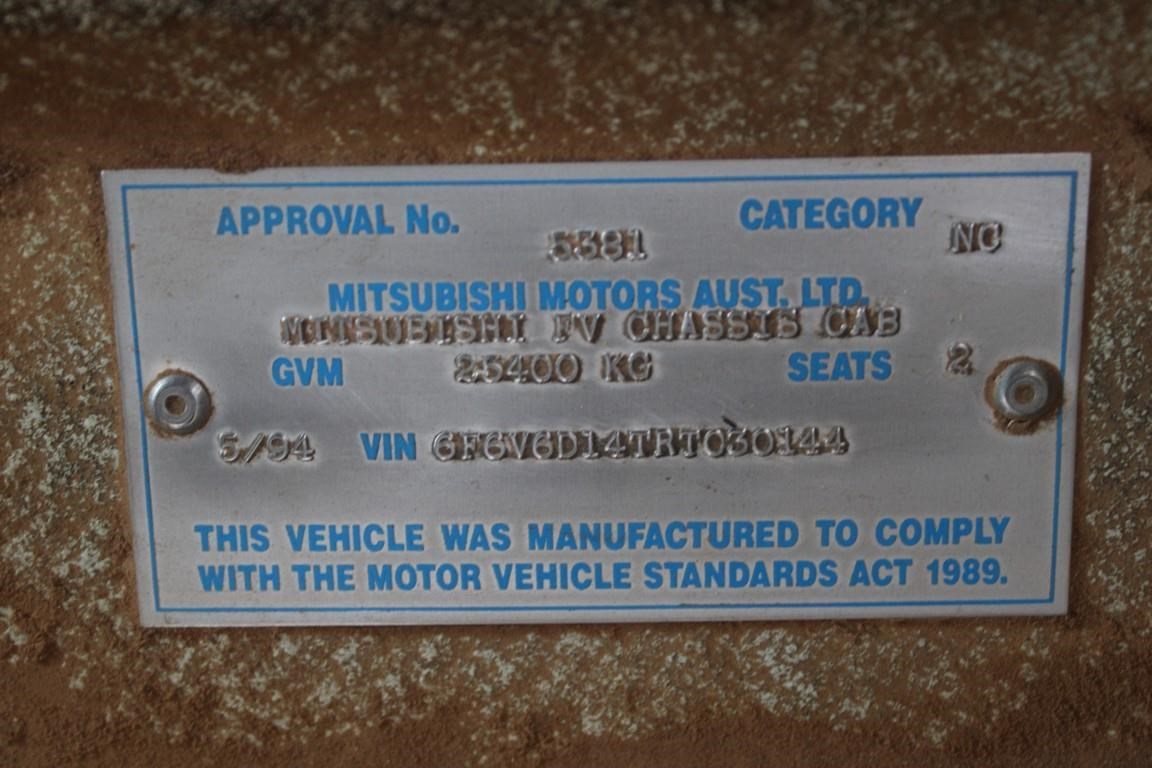 APPROVAL No. 5381 CATEGORY NC
MITSUBISHI MOTORS AUST. LTD.
MITSUBISHI FV CHASSIS CAB
GVM 25400 KG SEATS 2
5/94 VIN 6F6V6D14TRT030144
THIS VEHICLE WAS MANUFACTURED TO COMPLY
WITH THE MOTOR VEHICLE STANDARDS ACT 1989.